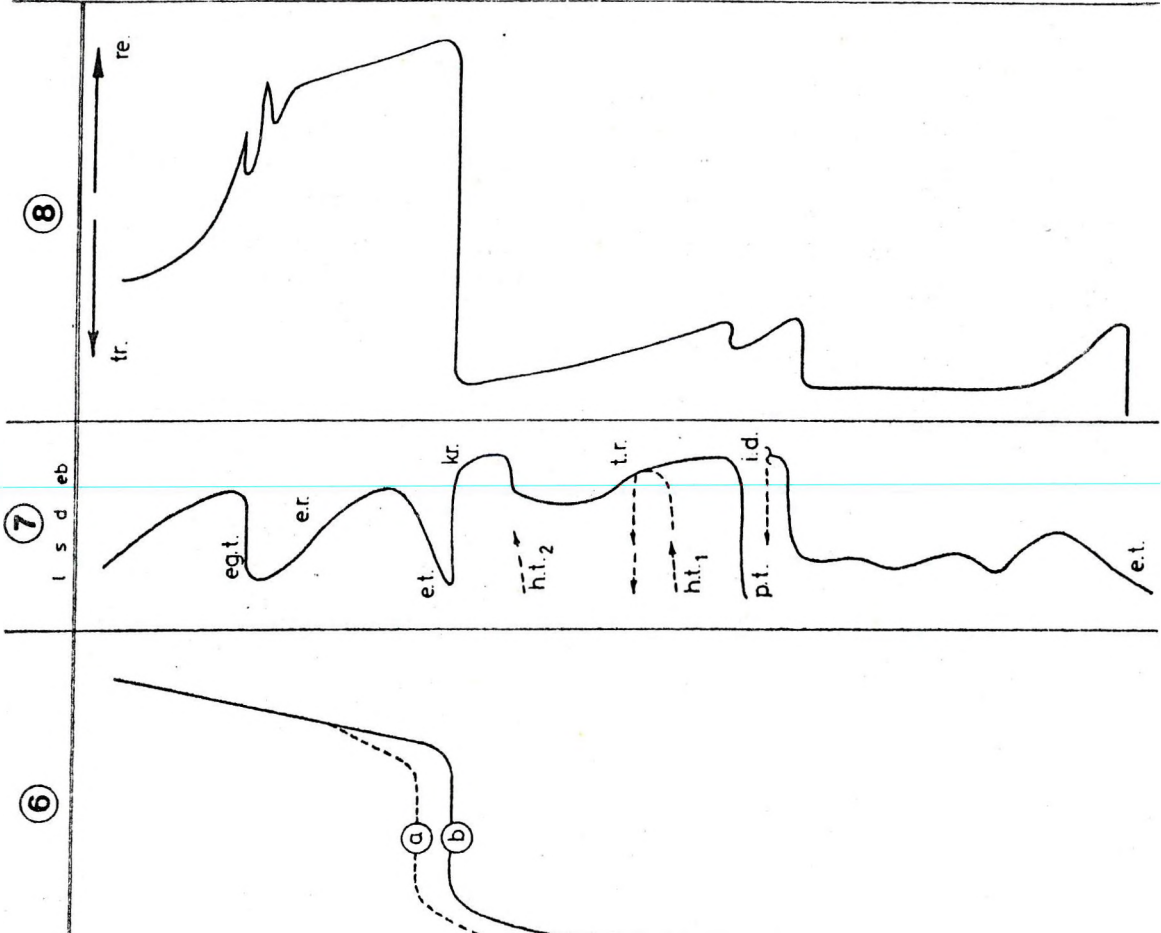 6
7
8
l s d eb
tr. re.
a
b
eg.t.
e.r.
e.t.
kr.
h.t.2
t.r.
h.t.1
p.t.
i.d.
e.t.